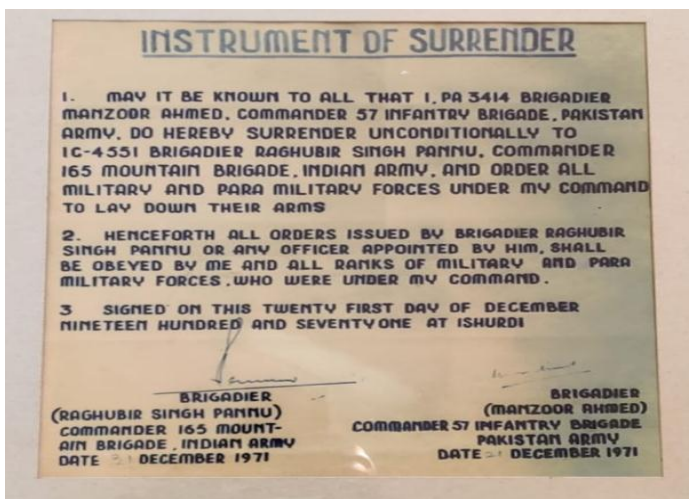 INSTRUMENT OF SURRENDER
1. MAY IT BE KNOWN TO ALL THAT I, PA 3414 BRIGADIER
MANZOOR AHMED, COMMANDER 57 INFANTRY BRIGADE, PAKISTAN
ARMY, DO HEREBY SURRENDER UNCONDITIONALLY TO
IC-4551 BRIGADIER RAGHUBIR SINGH PANNU, COMMANDER
165 MOUNTAIN BRIGADE, INDIAN ARMY, AND ORDER ALL
MILITARY AND PARA MILITARY FORCES UNDER MY COMMAND
TO LAY DOWN THEIR ARMS
2. HENCEFORTH ALL ORDERS ISSUED BY BRIGADIER RAGHUBIR
SINGH PANNU OR ANY OFFICER APPOINTED BY HIM, SHALL
BE OBEYED BY ME AND ALL RANKS OF MILITARY AND PARA
MILITARY FORCES, WHO WERE UNDER MY COMMAND.
3 SIGNED ON THIS TWENTY FIRST DAY OF DECEMBER
NINETEEN HUNDRED AND SEVENTY ONE AT ISHURDI
BRIGADIER
(RAGHUBIR SINGH PANNU)
COMMANDER 165 MOUNT-
AIN BRIGADE, INDIAN ARMY
DATE DECEMBER 1971
BRIGADIER
(MANZOOR AHMED)
COMMANDER 57 INFANTRY BRIGADE
PAKISTAN ARMY
DATE DECEMBER 1971